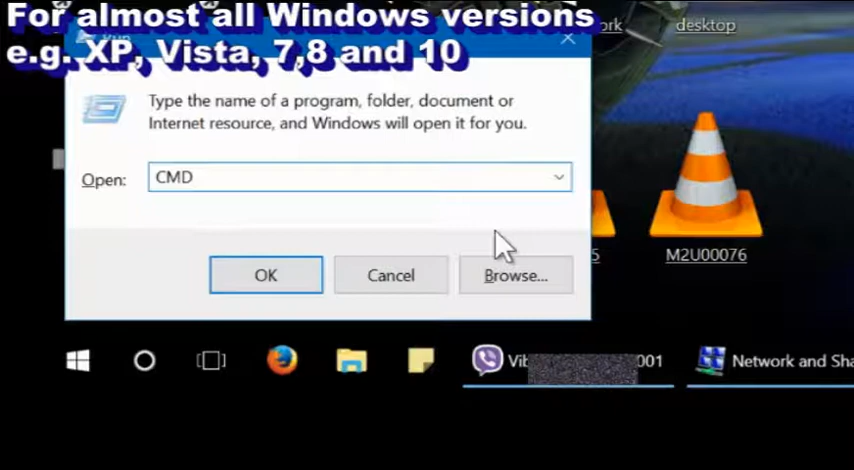 For almost all Windows versions
e.g. XP, Vista, 7,8 and 10
Run
desktop
Type the name of a program, folder, document or
Internet resource, and Windows will open it for you.
Open:
CMD
OK
Cancel
Browse...
5
M2U00076
001
Network and Sha